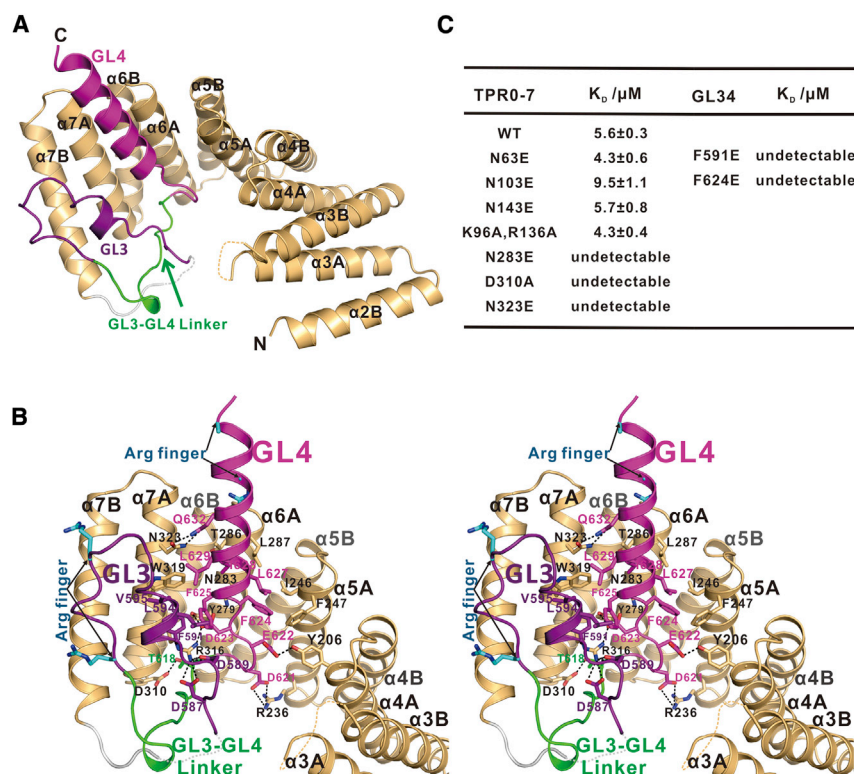 A
C
GL4
α6B
α7A
α6A
α7B
α5B
α5A
α4B
α4A
α3B
GL3
α3A
α2B
GL3-GL4 Linker
N
C
TPR0-7 K_D /μM GL34 K_D /μM
WT 5.6±0.3
N63E 4.3±0.6 F591E undetectable
N103E 9.5±1.1 F624E undetectable
N143E 5.7±0.8
K96A,R136A 4.3±0.4
N283E undetectable
D310A undetectable
N323E undetectable
B
Arg finger
GL4
α7B
α7A
α6B
Q632
α6A
N323
T286
L287
α5B
L629
W319
N283
L627
I246
α5A
GL3
V595
F625
F247
L594
Y279
F624
Arg finger
F591
D623
E622
Y206
R316
T618
D589
α4B
D310
D621
α4A
D587
R236
α3B
GL3-GL4
Linker
α3A
Arg finger
GL4
α7B
α7A
α6B
Q632
α6A
N323
T286
L287
α5B
L629
W319
N283
L627
I246
α5A
GL3
V595
F625
F247
L594
Y279
F624
Arg finger
F591
D623
E622
Y206
R316
T618
D589
α4B
D310
D621
α4A
D587
R236
α3B
GL3-GL4
Linker
α3A